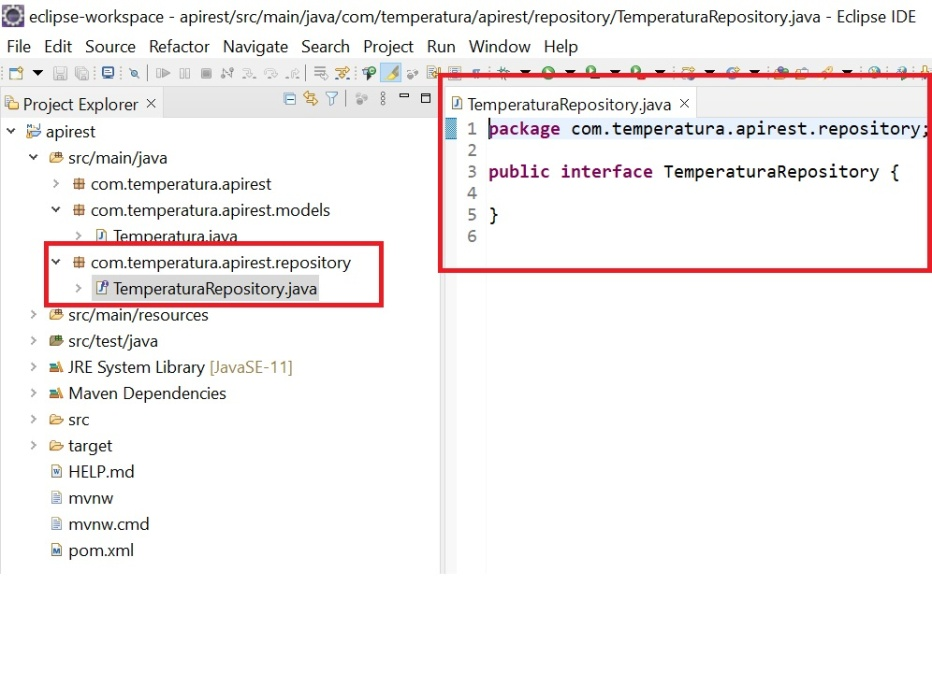 eclipse-workspace - apirest/src/main/java/com/temperatura/apirest/repository/TemperaturaRepository.java - Eclipse IDE
File Edit Source Refactor Navigate Search Project Run Window Help
Project Explorer
apirest
src/main/java
com.temperatura.apirest
com.temperatura.apirest.models
Temperatura.java
com.temperatura.apirest.repository
TemperaturaRepository.java
src/main/resources
src/test/java
JRE System Library [JavaSE-11]
Maven Dependencies
src
target
HELP.md
mvnw
mvnw.cmd
pom.xml
TemperaturaRepository.java
1 package com.temperatura.apirest.repository;
2
3 public interface TemperaturaRepository {
4
5 }
6